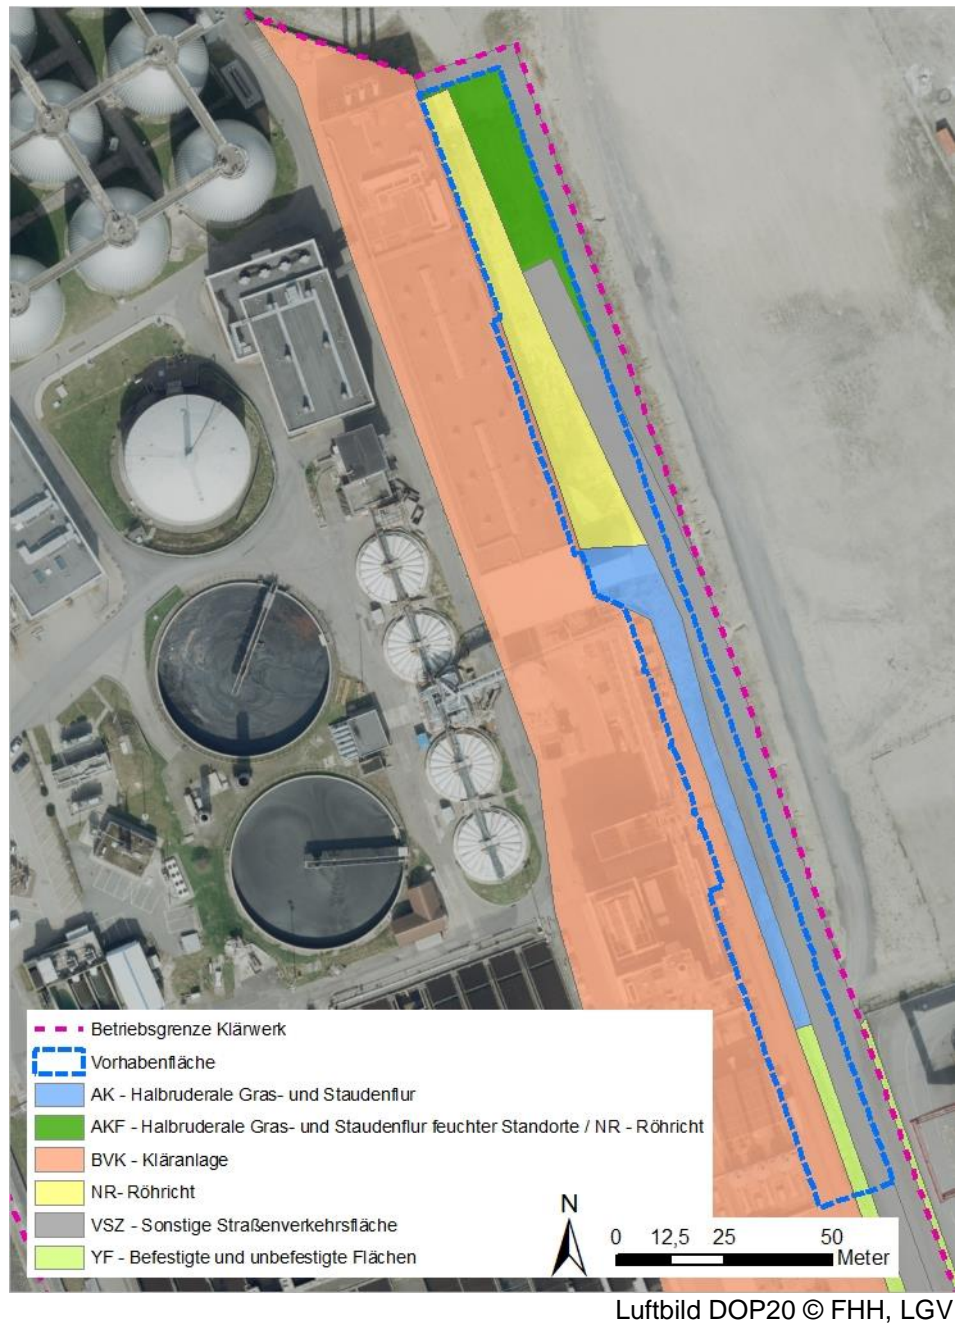 Betriebsgrenze Klärwerk
Vorhabenfläche
AK - Halbruderale Gras- und Staudenflur
AKF - Halbruderale Gras- und Staudenflur feuchter Standorte / NR - Röhricht
BVK - Kläranlage
NR- Röhricht
VSZ - Sonstige Straßenverkehrsfläche
YF - Befestigte und unbefestigte Flächen
N
0 12,5 25 50
Meter
Luftbild DOP20 © FHH, LGV